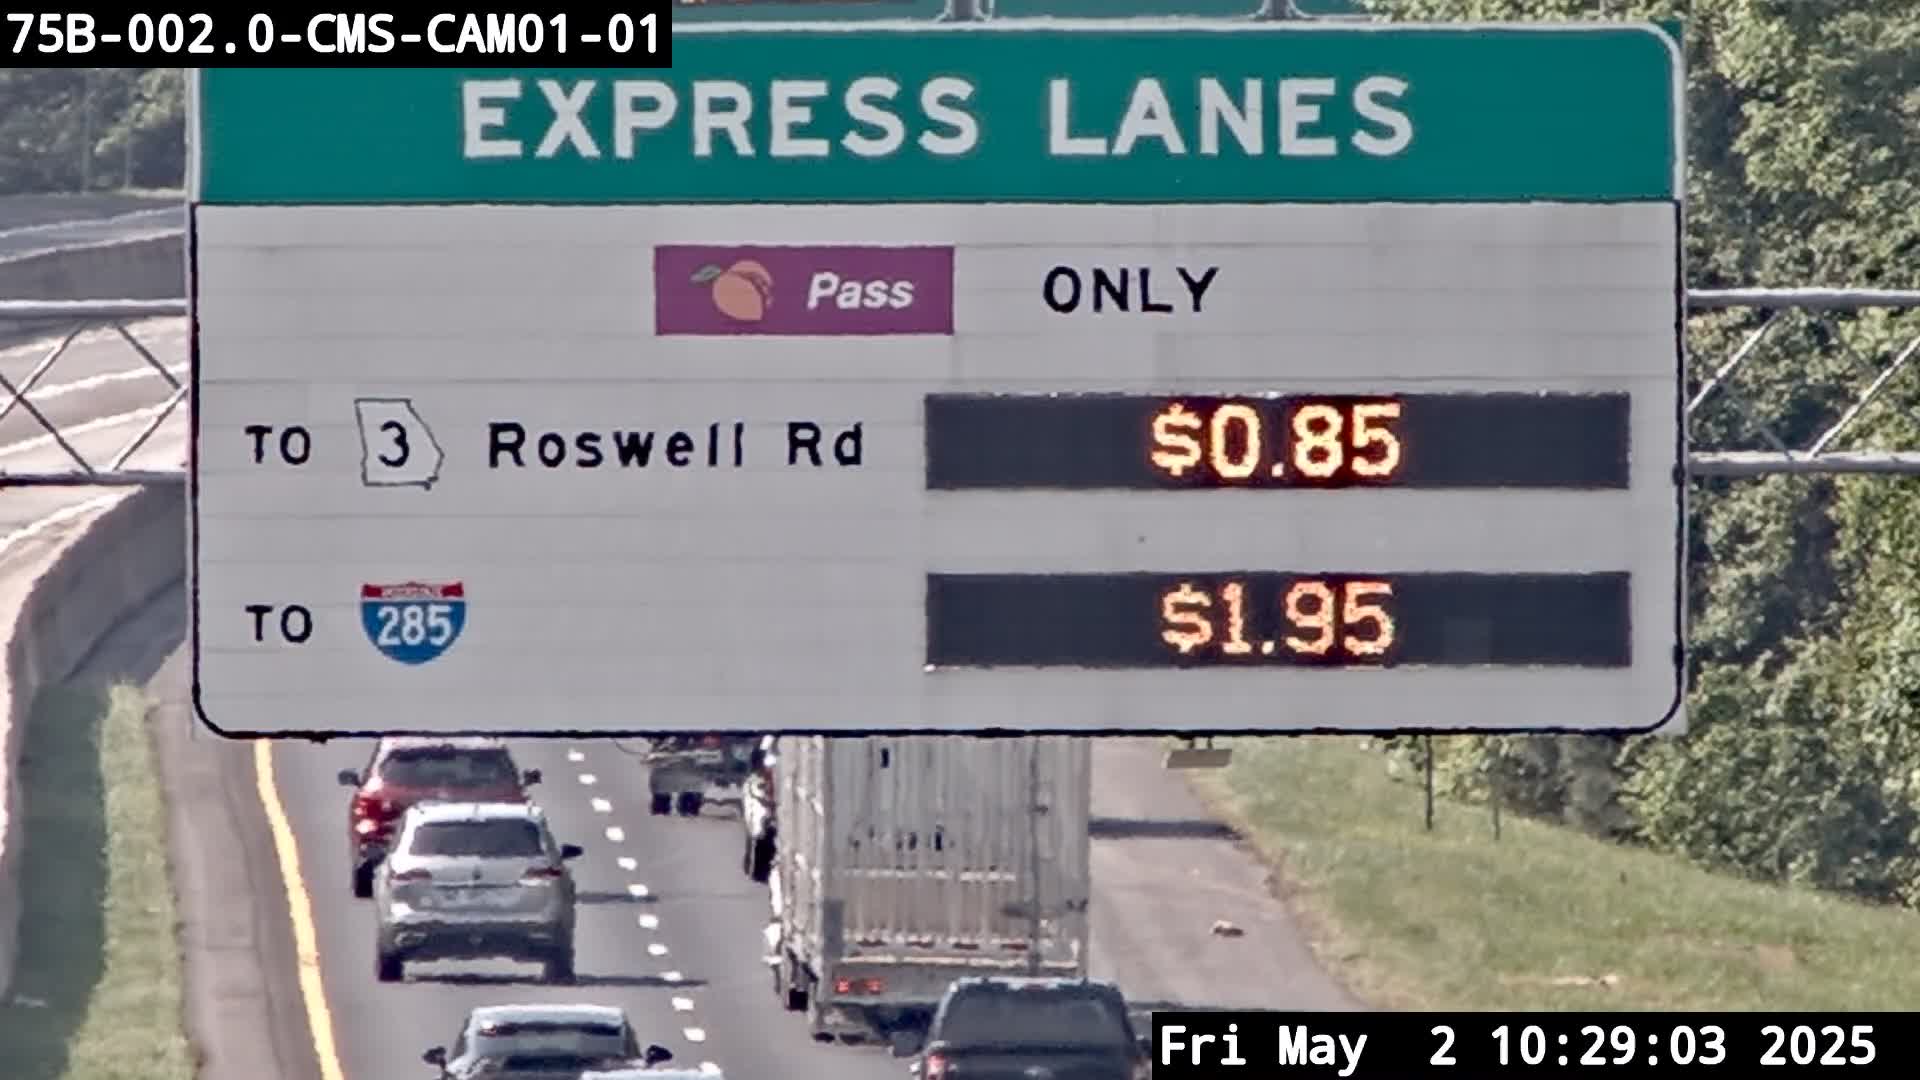 75B-002.0-CMS-CAM01-01
EXPRESS LANES
Pass ONLY
TO 3 Roswell Rd $0.85
TO 285 $1.95
Fri May 2 10:29:03 2025